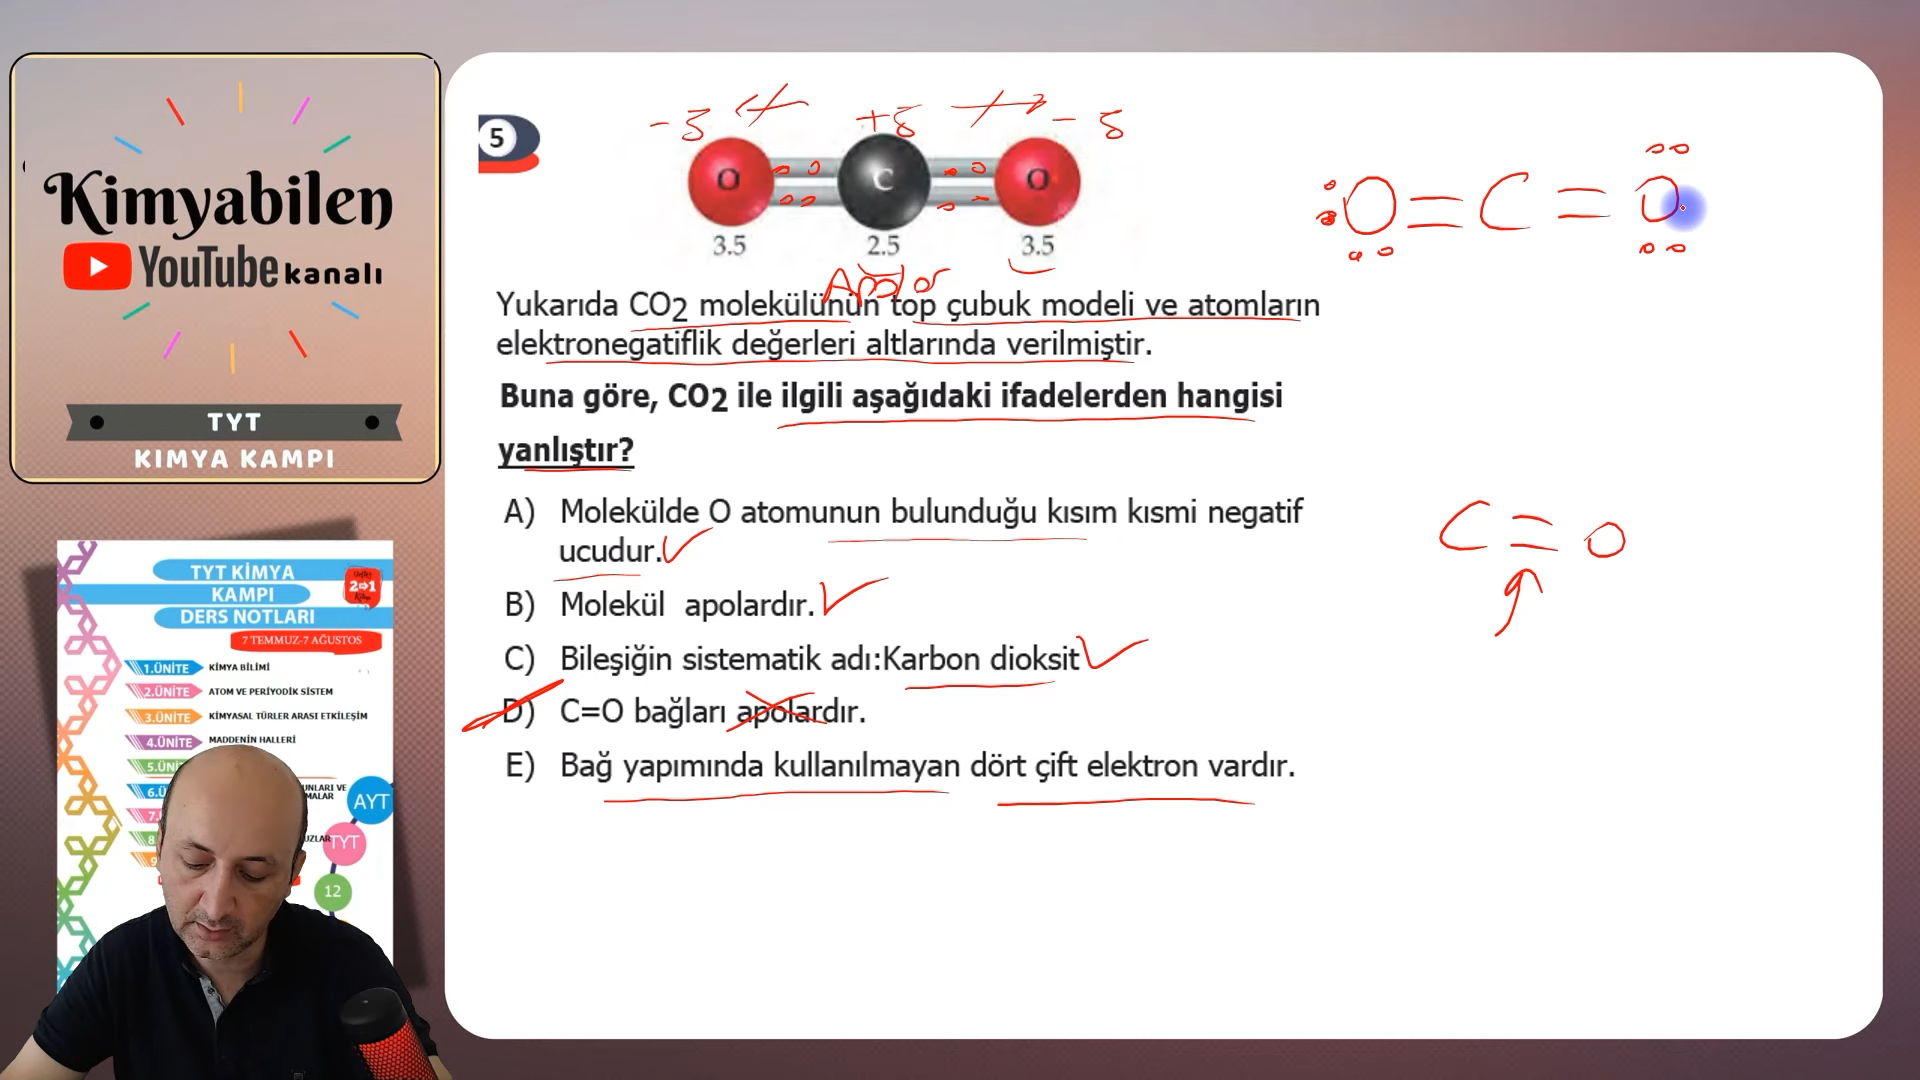 Kimyabilen
YouTube kanalı
TYT
KIMYA KAMPI
TYT KİMYA
KAMPI
DERS NOTLARI
2⇨1
7 TEMMUZ-7 AĞUSTOS
1.ÜNİTE KİMYA BİLİMİ
2.ÜNİTE ATOM VE PERİYODİK SİSTEM
3.ÜNİTE KİMYASAL TÜRLER ARASI ETKİLEŞİM
4.ÜNİTE MADDENİN HALLERİ
AYT
TYT
12
5
-δ +δ -δ
O C O
3.5 2.5 3.5
Apolar
Yukarıda CO2 molekülünün top çubuk modeli ve atomların
elektronegatiflik değerleri altlarında verilmiştir.
Buna göre, CO2 ile ilgili aşağıdaki ifadelerden hangisi
yanlıştır?
A) Molekülde O atomunun bulunduğu kısım kısmi negatif
ucudur.
B) Molekül apolardır.
C) Bileşiğin sistematik adı:Karbon dioksit
D) C=O bağları apolardır.
E) Bağ yapımında kullanılmayan dört çift elektron vardır.
O=C=O
C=O